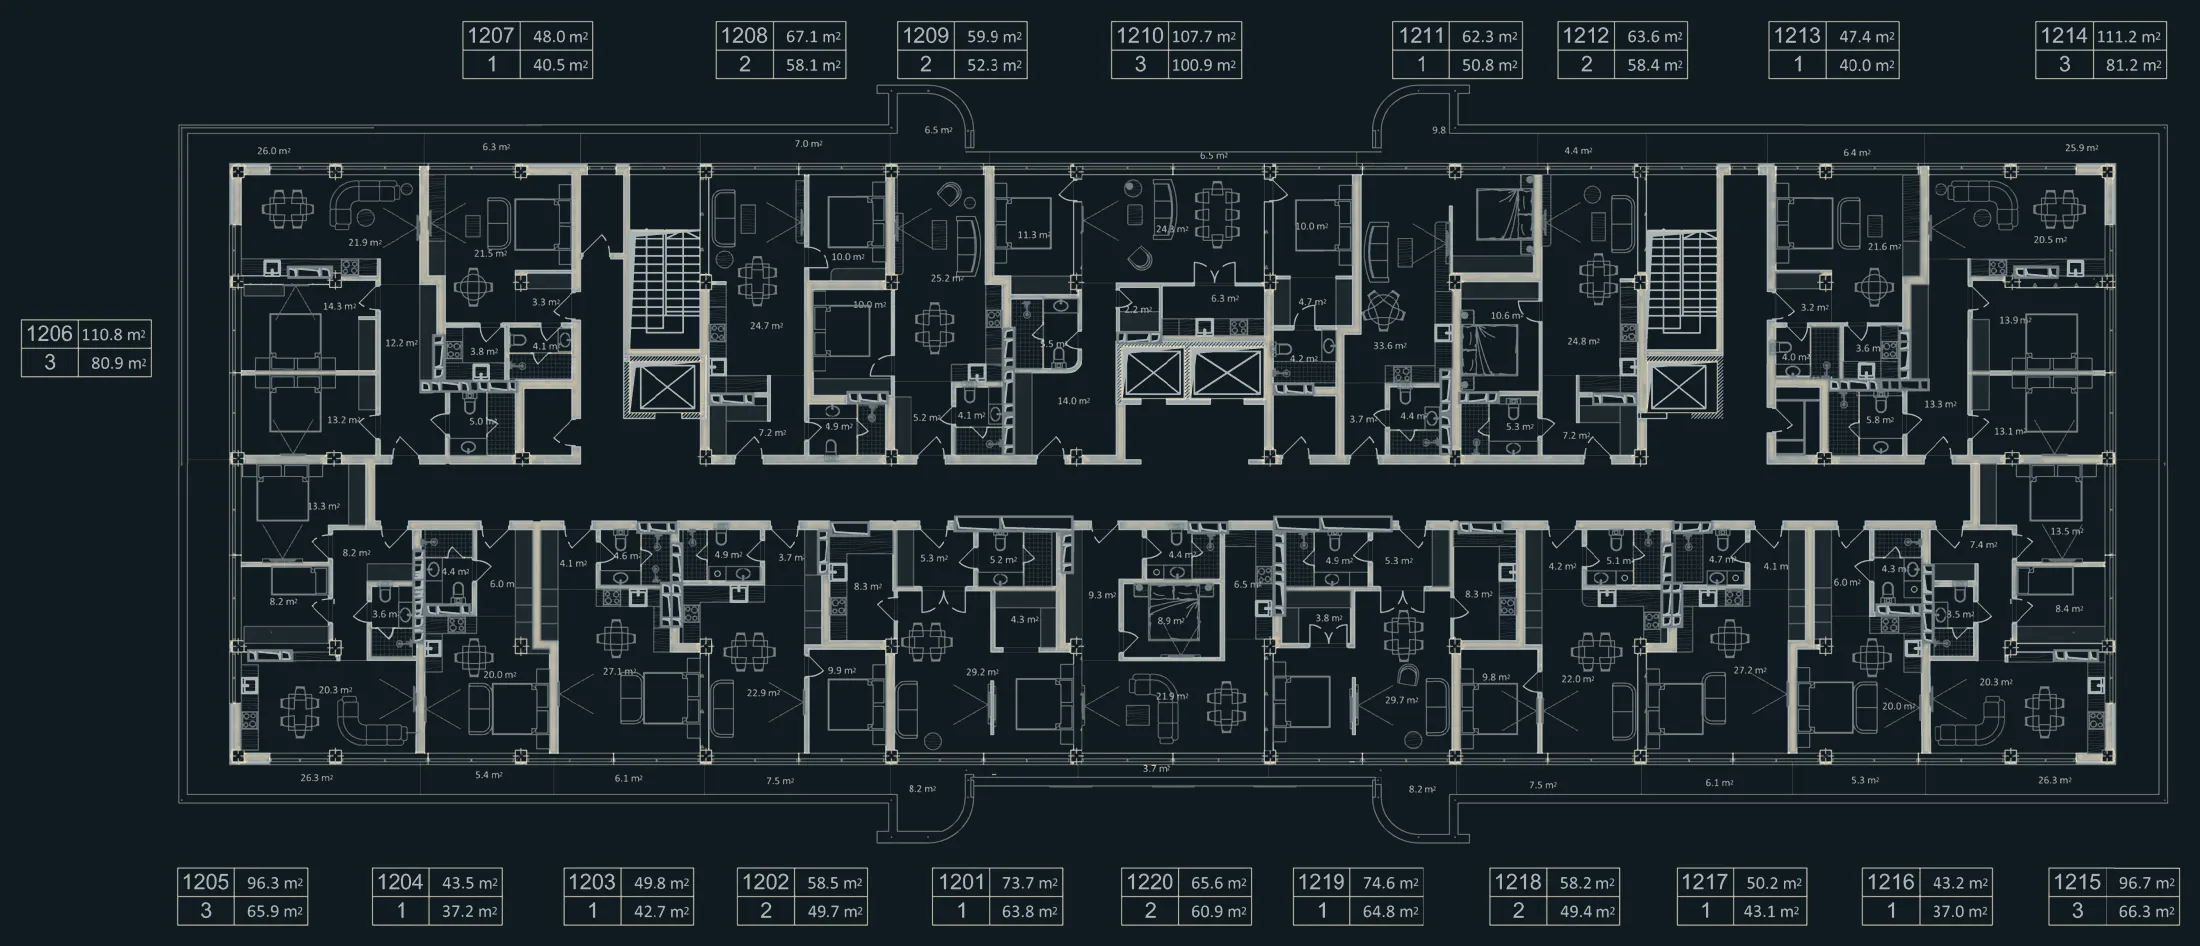 1207 48.0 m²
1 40.5 m²
1208 67.1 m²
2 58.1 m²
1209 59.9 m²
2 52.3 m²
1210 107.7 m²
3 100.9 m²
1211 62.3 m²
1 50.8 m²
1212 63.6 m²
2 58.4 m²
1213 47.4 m²
1 40.0 m²
1214 111.2 m²
3 81.2 m²
6.5 m²
9.8
26.0 m²
6.3 m²
7.0 m²
6.5 m²
4.4 m²
6.4 m²
25.9 m²
21.9 m²
21.5 m²
10.0 m²
25.2 m²
11.3 m²
24.3 m²
10.0 m²
21.6 m²
20.5 m²
14.3 m²
3.3 m²
10.0 m²
24.7 m²
2.2 m²
6.3 m²
4.7 m²
10.6 m²
3.2 m²
13.9 m²
1206 110.8 m²
3 80.9 m²
12.2 m²
3.8 m²
4.1 m²
5.5 m²
4.2 m²
33.6 m²
24.8 m²
4.0 m²
3.6 m²
13.2 m²
5.0 m²
7.2 m²
4.9 m²
5.2 m²
4.1 m²
14.0 m²
3.7 m²
4.4 m²
5.3 m²
7.2 m²
5.8 m²
13.3 m²
13.1 m²
13.3 m²
13.5 m²
8.2 m²
4.4 m²
6.0 m
4.1 m²
4.6 m²
4.9 m²
3.7 m²
8.3 m²
5.3 m²
5.2 m²
9.3 m²
4.4 m²
6.5 m²
4.9 m²
5.3 m²
8.3 m²
4.2 m²
5.1 m²
4.7 m²
4.1 m
6.0 m²
4.3 m²
7.4 m²
8.2 m²
3.6 m
4.3 m²
8.9 m²
3.8 m²
3.5 m²
8.4 m²
20.3 m²
20.0 m²
27.1 m²
22.9 m²
9.9 m²
29.2 m²
21.9 m²
29.7 m²
9.8 m²
22.0 m²
27.2 m²
20.0 m²
20.3 m²
26.3 m²
5.4 m²
6.1 m²
7.5 m²
8.2 m²
3.7 m²
8.2 m²
7.5 m²
6.1 m²
5.3 m²
26.3 m²
1205 96.3 m²
3 65.9 m²
1204 43.5 m²
1 37.2 m²
1203 49.8 m²
1 42.7 m²
1202 58.5 m²
2 49.7 m²
1201 73.7 m²
1 63.8 m²
1220 65.6 m²
2 60.9 m²
1219 74.6 m²
1 64.8 m²
1218 58.2 m²
2 49.4 m²
1217 50.2 m²
1 43.1 m²
1216 43.2 m²
1 37.0 m²
1215 96.7 m²
3 66.3 m²